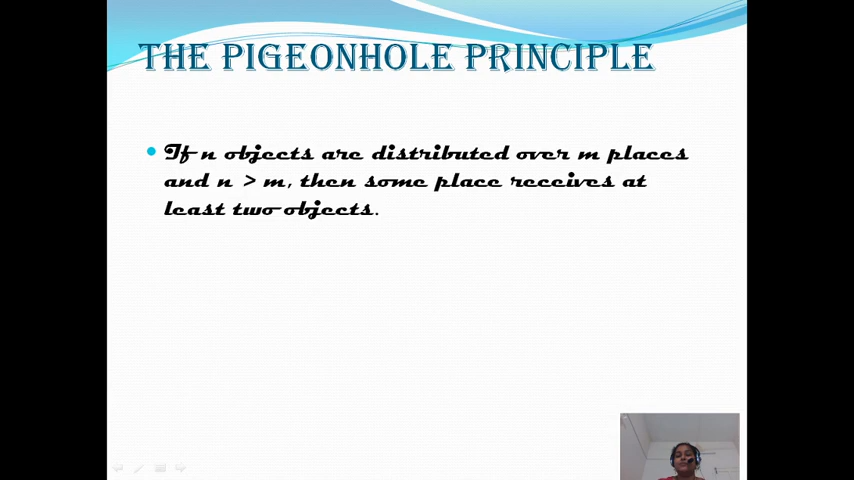 THE PIGEONHOLE PRINCIPLE
If n objects are distributed over m places
and n > m, then some place receives at
least two objects.